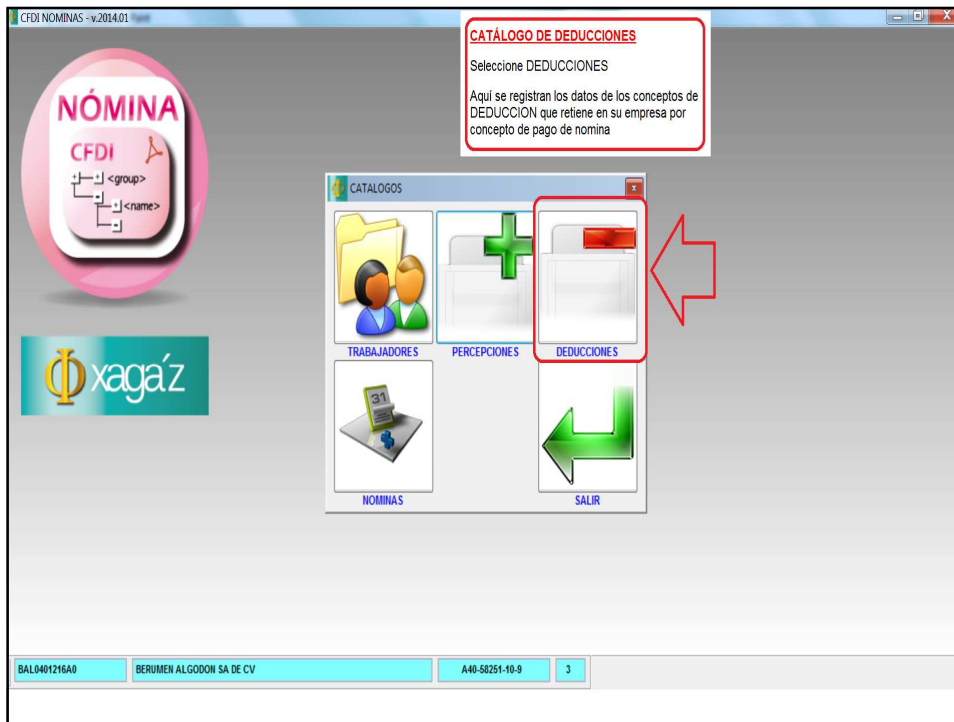 CFDI NOMINAS - v.2014.01
CATÁLOGO DE DEDUCCIONES
Seleccione DEDUCCIONES
Aquí se registran los datos de los conceptos de
DEDUCCION que retiene en su empresa por
concepto de pago de nomina
NÓMINA
CFDI
<group>
<name>
xagáz
CATALOGOS
TRABAJADORES
PERCEPCIONES
DEDUCCIONES
31
NOMINAS
SALIR
BAL0401216A0
BERUMEN ALGODON SA DE CV
A40-58251-10-9
3